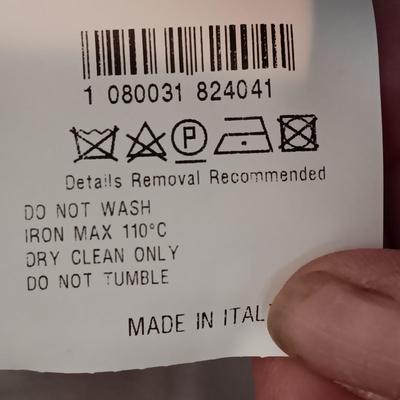 1 080031 824041
P
Details Removal Recommended
DO NOT WASH
IRON MAX 110°C
DRY CLEAN ONLY
DO NOT TUMBLE
MADE IN ITAL